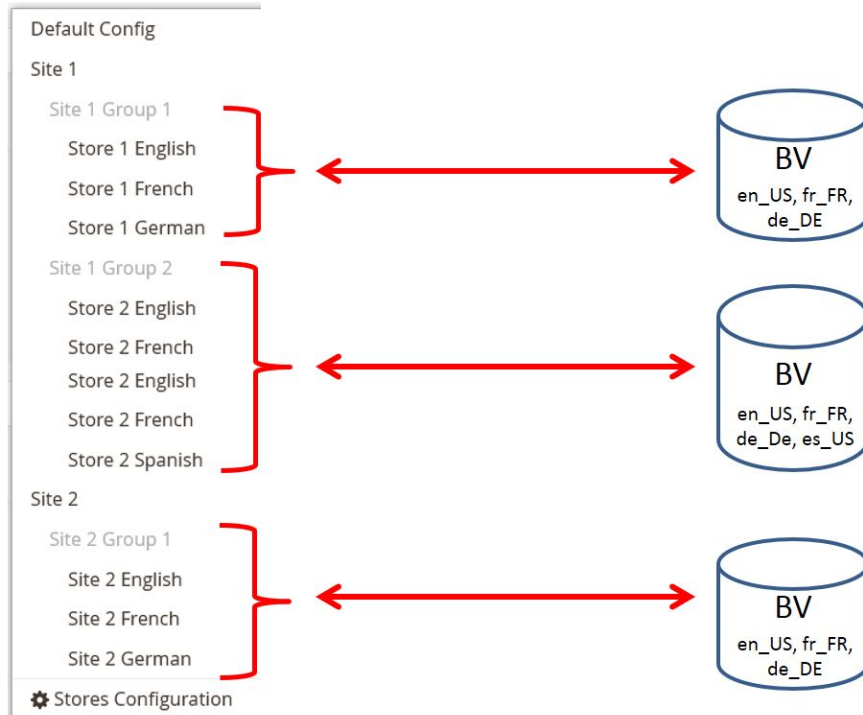 Default Config
Site 1
Site 1 Group 1
Store 1 English
Store 1 French
Store 1 German
Site 1 Group 2
Store 2 English
Store 2 French
Store 2 English
Store 2 French
Store 2 Spanish
Site 2
Site 2 Group 1
Site 2 English
Site 2 French
Site 2 German
Stores Configuration
BV
en_US, fr_FR,
de_DE
BV
en_US, fr_FR,
de_De, es_US
BV
en_US, fr_FR,
de_DE